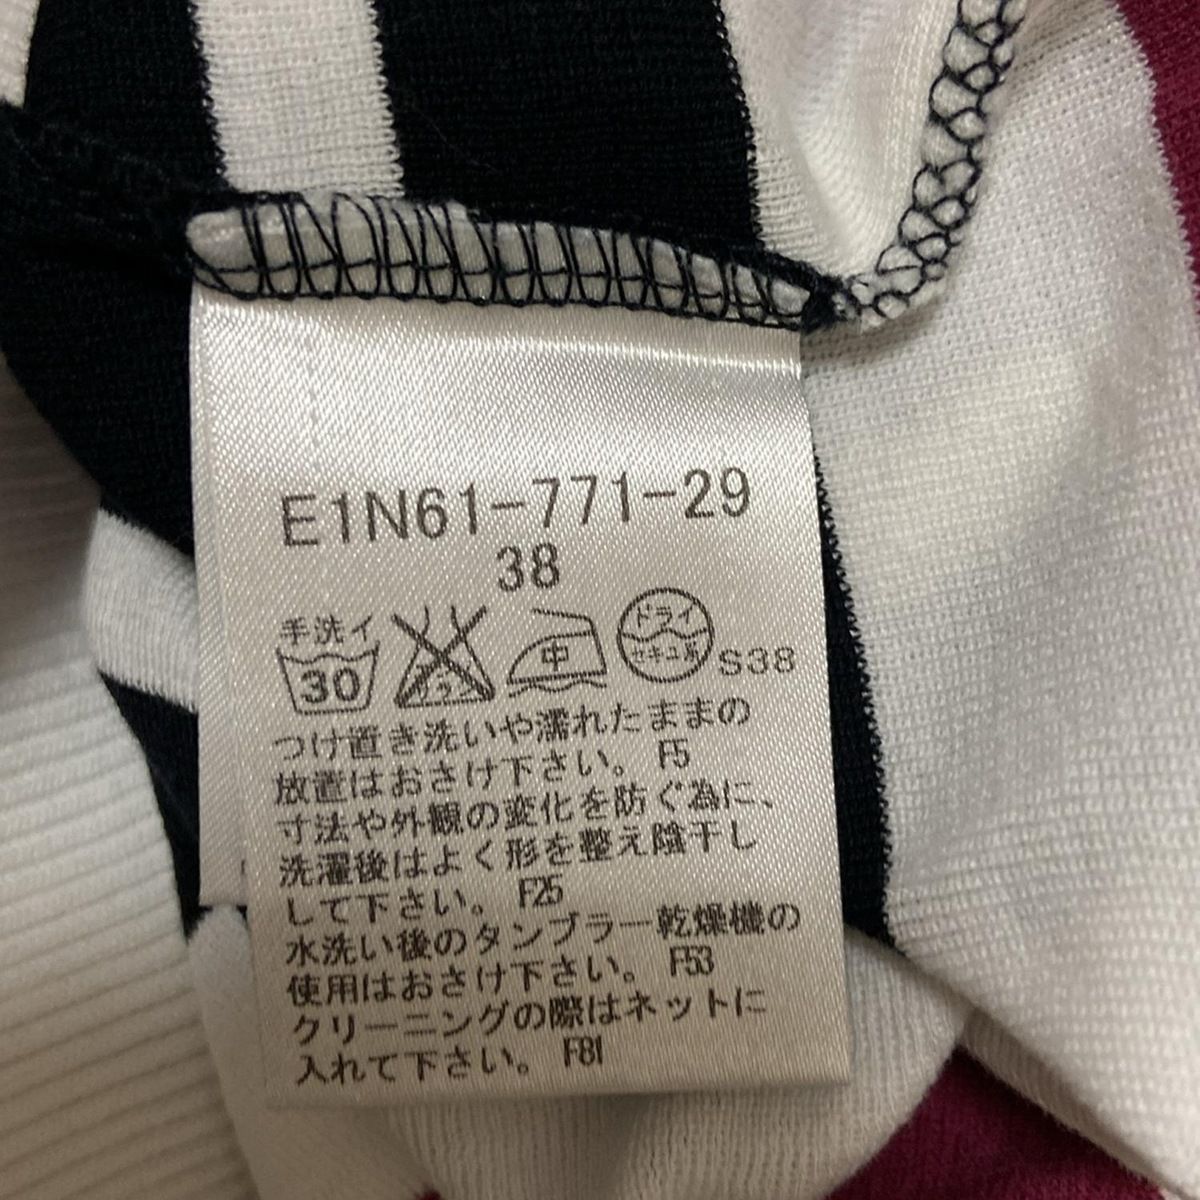 E1N61-771-29
38
手洗イ
30
エンソ
サラシ
中
ドライ
セキユ系
S38
つけ置き洗いや濡れたままの
放置はおさけ下さい。 F5
寸法や外観の変化を防ぐ為に、
洗濯後はよく形を整え陰干し
して下さい。 F25
水洗い後のタンブラー乾燥機の
使用はおさけ下さい。 F53
クリーニングの際はネットに
入れて下さい。 F81